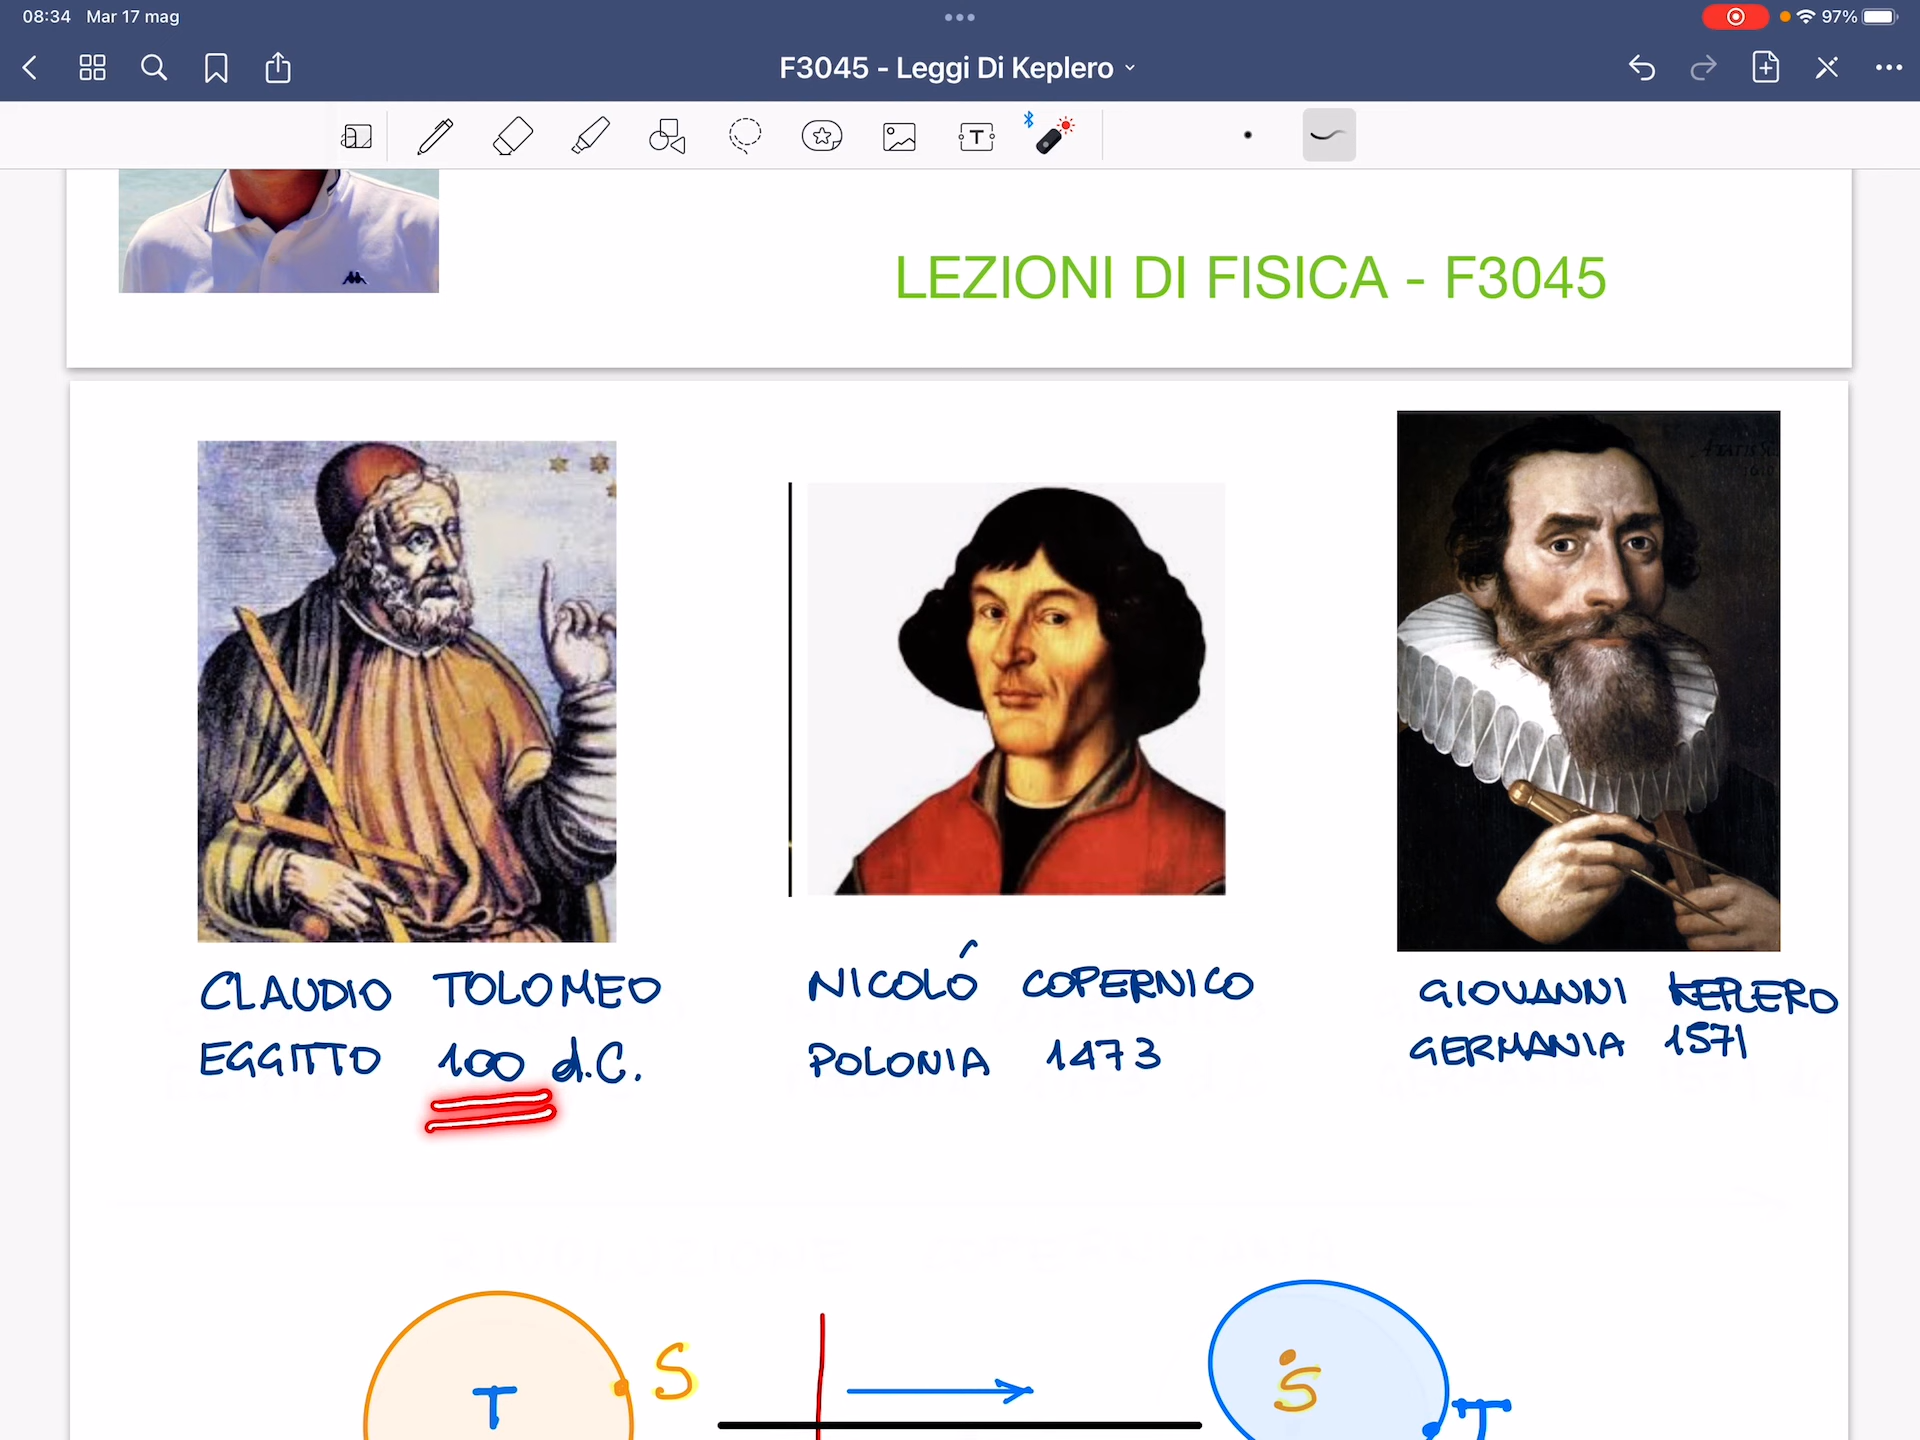 08:34 Mar 17 mag
97%
F3045 - Leggi Di Keplero
T
LEZIONI DI FISICA - F3045
CLAUDIO TOLOMEO
EGGITTO 100 d.C.
NICOLÓ COPERNICO
POLONIA 1473
GIOVANNI KEPLERO
GERMANIA 1571
T
S
S
T